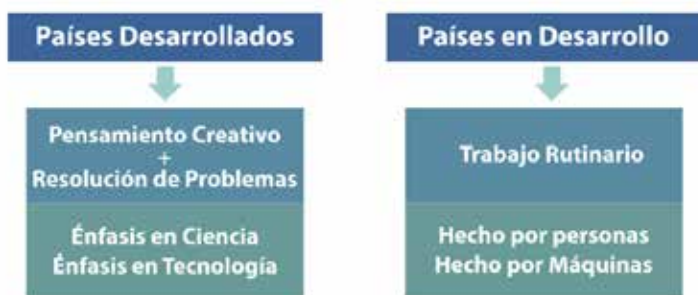 Países Desarrollados
Pensamiento Creativo
+
Resolución de Problemas
Énfasis en Ciencia
Énfasis en Tecnología
Países en Desarrollo
Trabajo Rutinario
Hecho por personas
Hecho por Máquinas